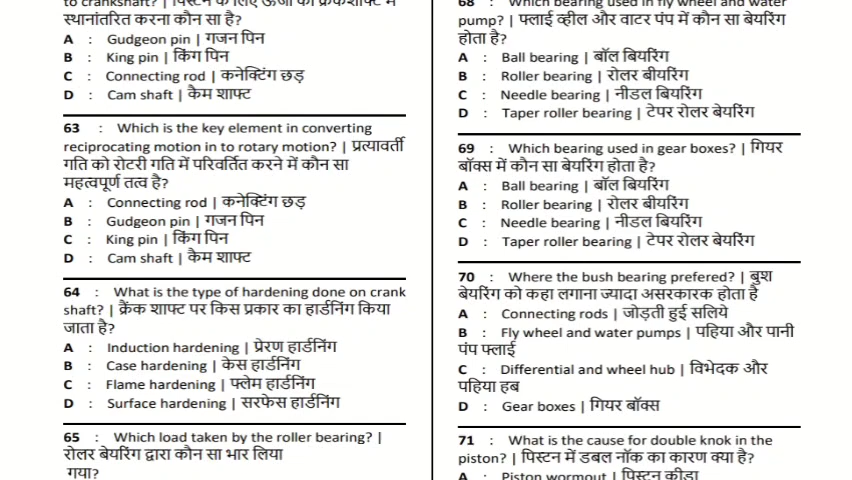 to crankshaft? | पिस्टन के लिए ऊर्जा को क्रैंकशाफ्ट में
स्थानांतरित करना कौन सा है?
A : Gudgeon pin | गजन पिन
B : King pin | किंग पिन
C : Connecting rod | कनेक्टिंग छड़
D : Cam shaft | कैम शाफ्ट
63 : Which is the key element in converting
reciprocating motion in to rotary motion? | प्रत्यावर्ती
गति को रोटरी गति में परिवर्तित करने में कौन सा
महत्वपूर्ण तत्व है?
A : Connecting rod | कनेक्टिंग छड़
B : Gudgeon pin | गजन पिन
C : King pin | किंग पिन
D : Cam shaft | कैम शाफ्ट
64 : What is the type of hardening done on crank
shaft? | क्रैंक शाफ्ट पर किस प्रकार का हार्डनिंग किया
जाता है?
A : Induction hardening | प्रेरण हार्डनिंग
B : Case hardening | केस हार्डनिंग
C : Flame hardening | फ्लेम हार्डनिंग
D : Surface hardening | सरफेस हार्डनिंग
65 : Which load taken by the roller bearing? |
रोलर बेयरिंग द्वारा कौन सा भार लिया
गया?
68 : Which bearing used in fly wheel and water
pump? | फ्लाई व्हील और वाटर पंप में कौन सा बेयरिंग
होता है?
A : Ball bearing | बॉल बियरिंग
B : Roller bearing | रोलर बीयरिंग
C : Needle bearing | नीडल बियरिंग
D : Taper roller bearing | टेपर रोलर बेयरिंग
69 : Which bearing used in gear boxes? | गियर
बॉक्स में कौन सा बेयरिंग होता है?
A : Ball bearing | बॉल बियरिंग
B : Roller bearing | रोलर बीयरिंग
C : Needle bearing | नीडल बियरिंग
D : Taper roller bearing | टेपर रोलर बेयरिंग
70 : Where the bush bearing prefered? | बुश
बेयरिंग को कहा लगाना ज्यादा असरकारक होता है
A : Connecting rods | जोड़ती हुई सलिये
B : Fly wheel and water pumps | पहिया और पानी
पंप फ्लाई
C : Differential and wheel hub | विभेदक और
पहिया हब
D : Gear boxes | गियर बॉक्स
71 : What is the cause for double knok in the
piston? | पिस्टन में डबल नॉक का कारण क्या है?
A : Piston wormout | पिस्टन कीड़ा